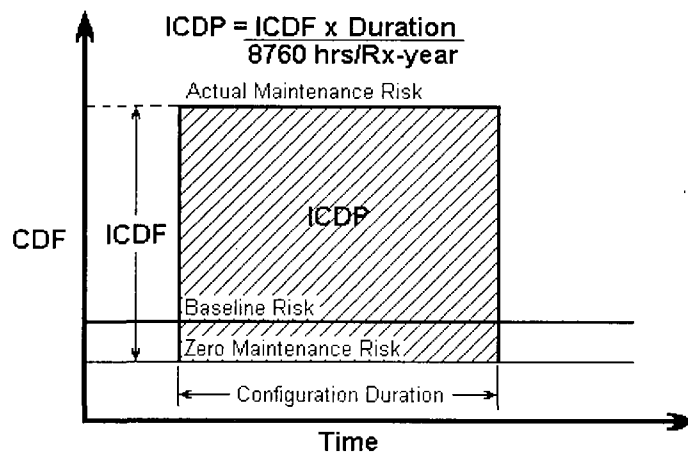 ICDP = ICDF x Duration
8760 hrs/Rx-year
Actual Maintenance Risk
ICDF
CDF
ICDP
Baseline Risk
Zero Maintenance Risk
Configuration Duration
Time